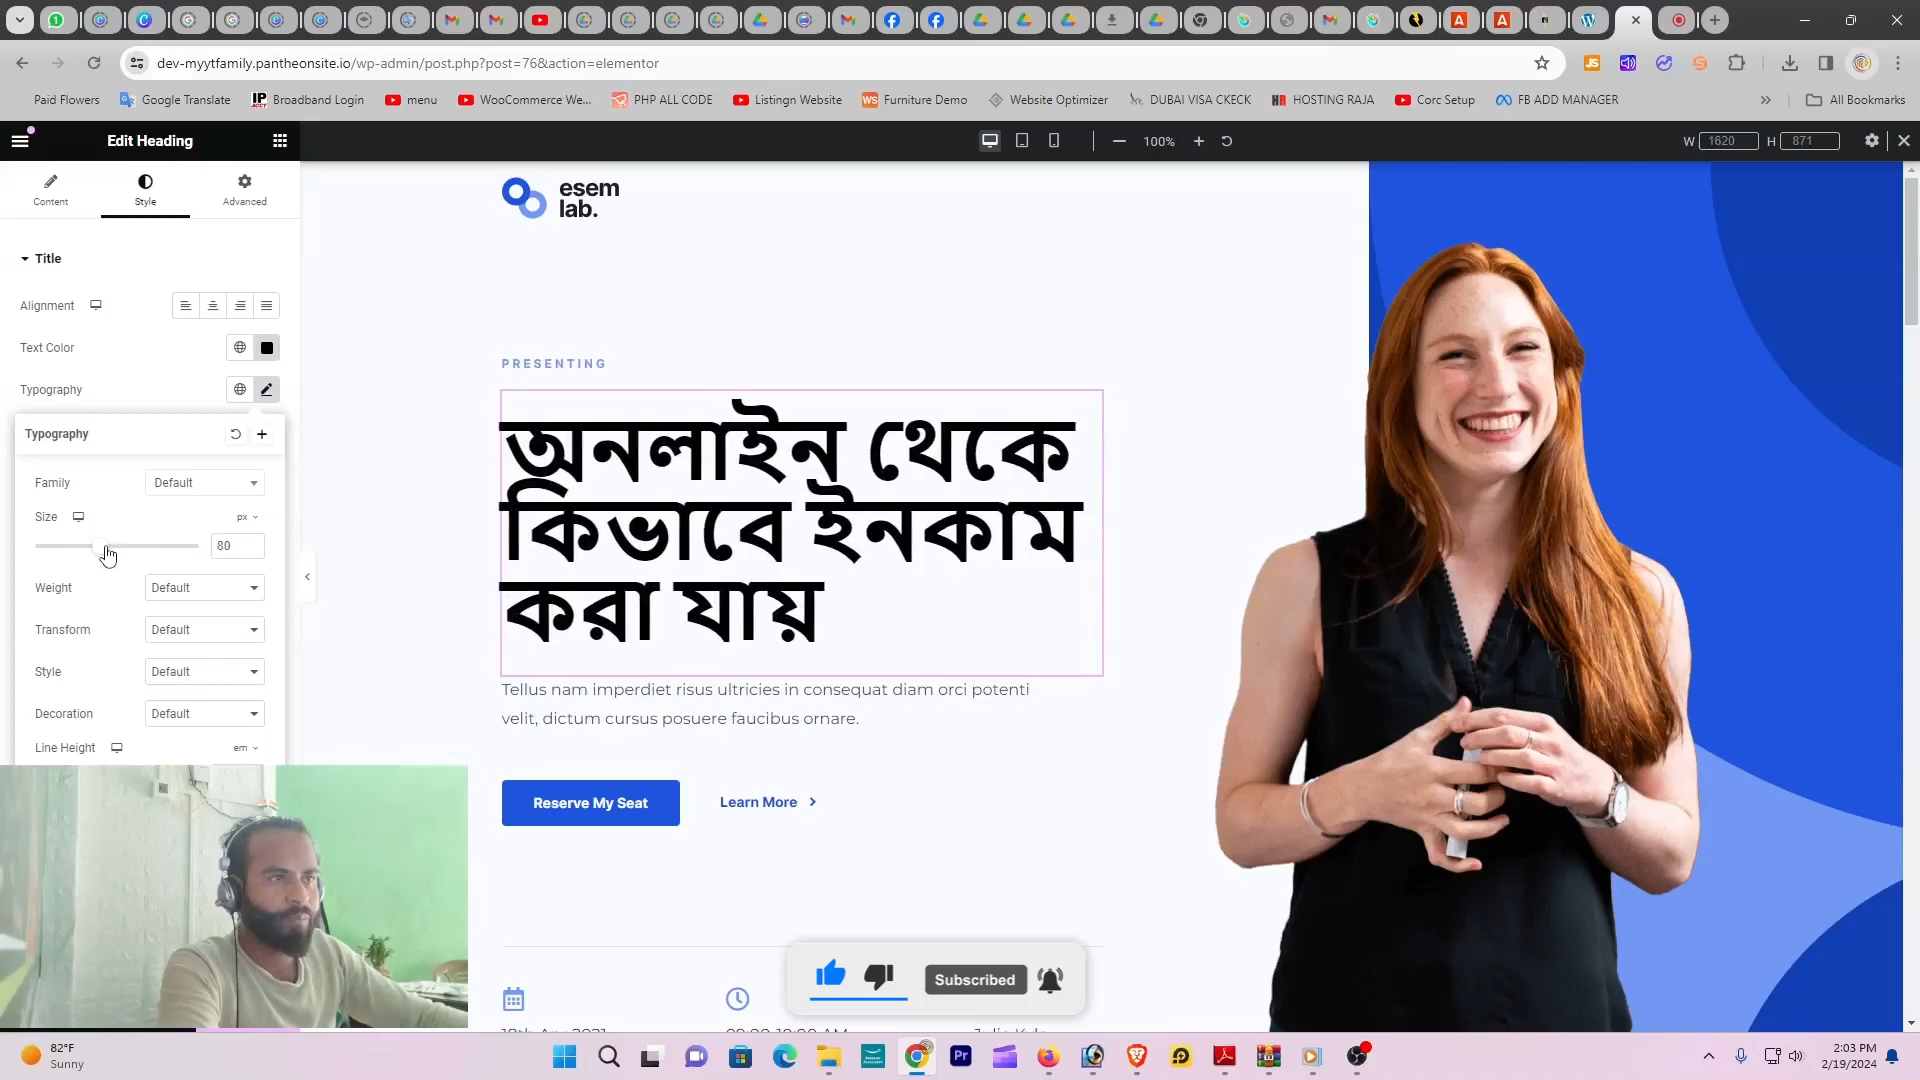 dev-myytfamily.pantheonsite.io/wp-admin/post.php?post=76&action=elementor
Paid Flowers
Google Translate
Broadband Login
menu
WooCommerce We...
PHP ALL CODE
Listingn Website
Furniture Demo
Website Optimizer
DUBAI VISA CKECK
HOSTING RAJA
Corc Setup
FB ADD MANAGER
All Bookmarks
Edit Heading
100%
W 1620 H 871
Content
Style
Advanced
Title
Alignment
Text Color
Typography
Typography
Family Default
Size px
80
Weight Default
Transform Default
Style Default
Decoration Default
Line Height em
esem
lab.
PRESENTING
অনলাইন থেকে
কিভাবে ইনকাম
করা যায়
Tellus nam imperdiet risus ultricies in consequat diam orci potenti
velit, dictum cursus posuere faucibus ornare.
Reserve My Seat
Learn More
Subscribed
82°F
Sunny
2:03 PM
2/19/2024